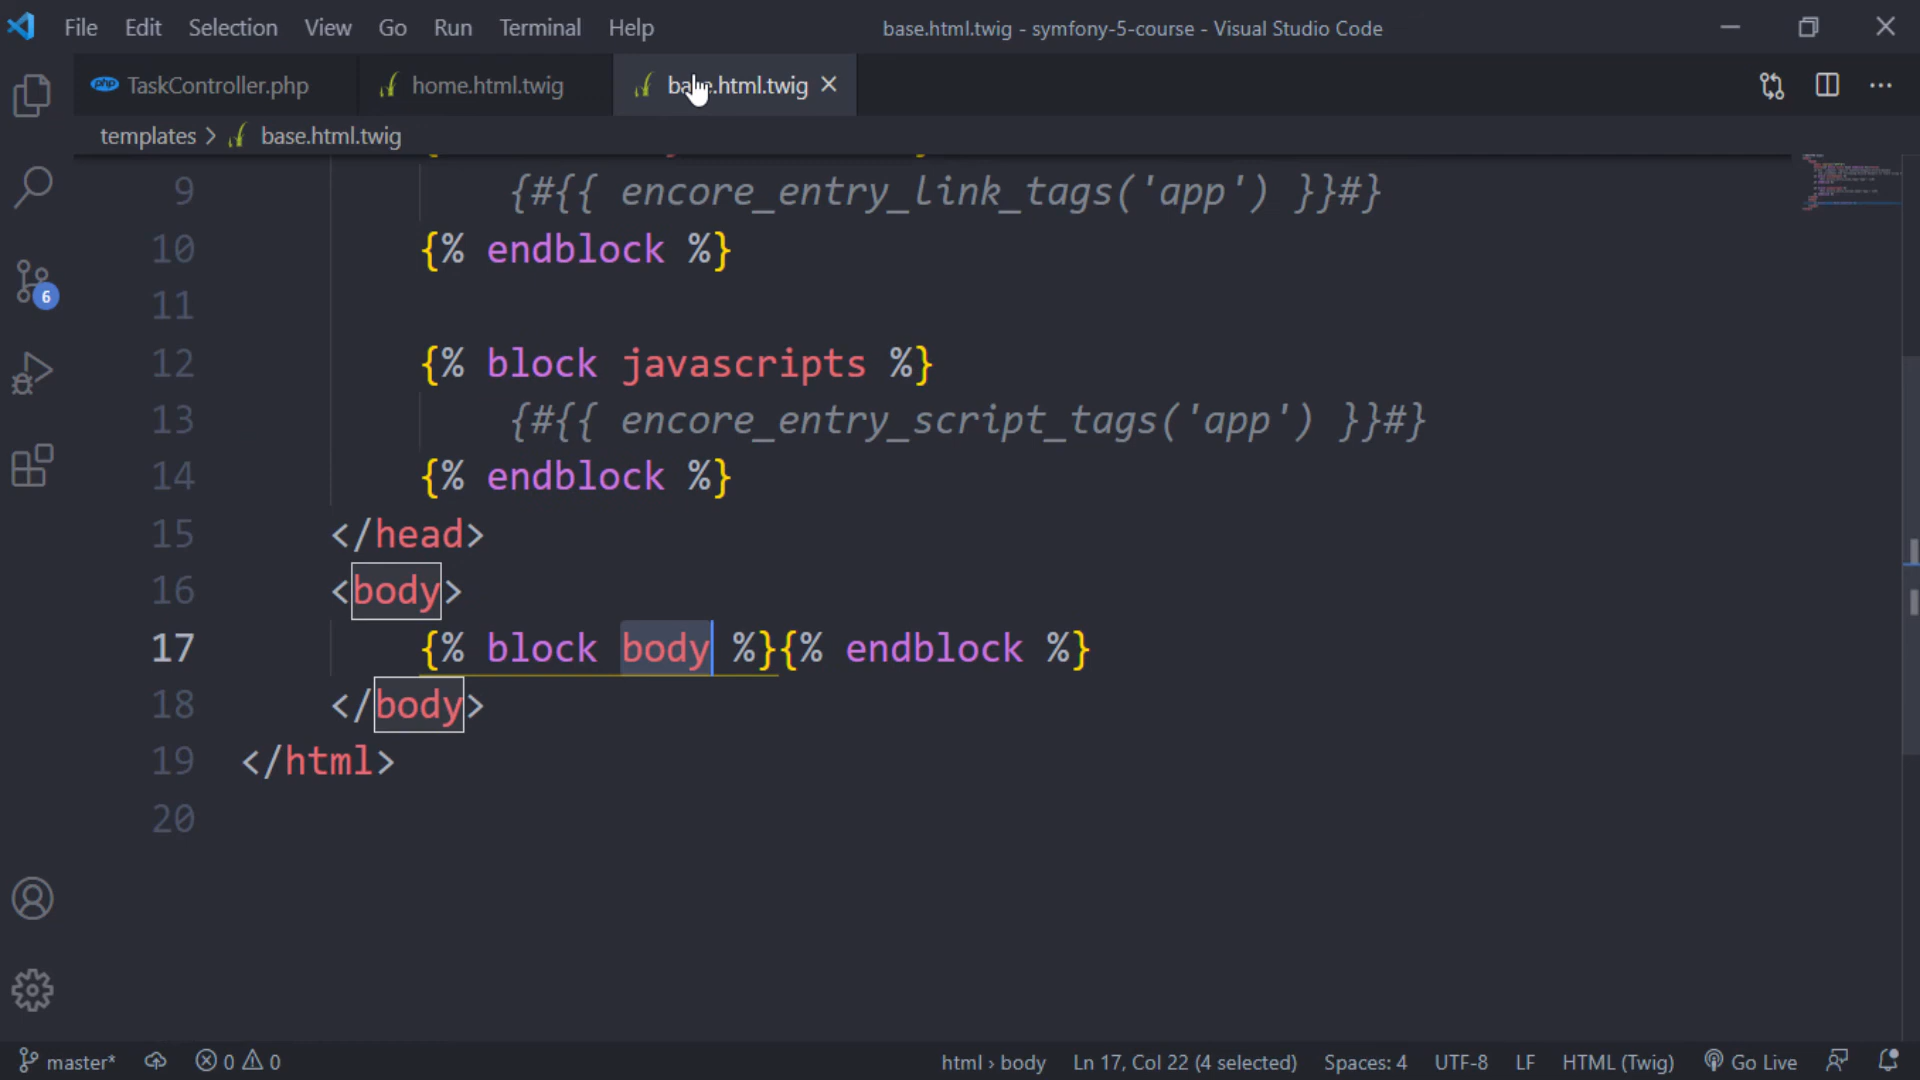 File Edit Selection View Go Run Terminal Help base.html.twig - symfony-5-course - Visual Studio Code
php TaskController.php home.html.twig base.html.twig
templates > base.html.twig
9 {#{{ encore_entry_link_tags('app') }}#}
10 {% endblock %}
11
12 {% block javascripts %}
13 {#{{ encore_entry_script_tags('app') }}#}
14 {% endblock %}
15 </head>
16 <body>
17 {% block body %}{% endblock %}
18 </body>
19 </html>
20
6
master* 0 0 html › body Ln 17, Col 22 (4 selected) Spaces: 4 UTF-8 LF HTML (Twig) Go Live